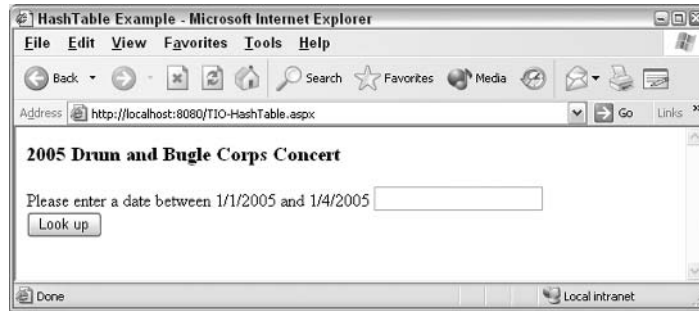 HashTable Example - Microsoft Internet Explorer
File Edit View Favorites Tools Help
Back Search Favorites Media
Address http://localhost:8080/TIO-HashTable.aspx Go Links »
2005 Drum and Bugle Corps Concert
Please enter a date between 1/1/2005 and 1/4/2005
Look up
Done Local intranet